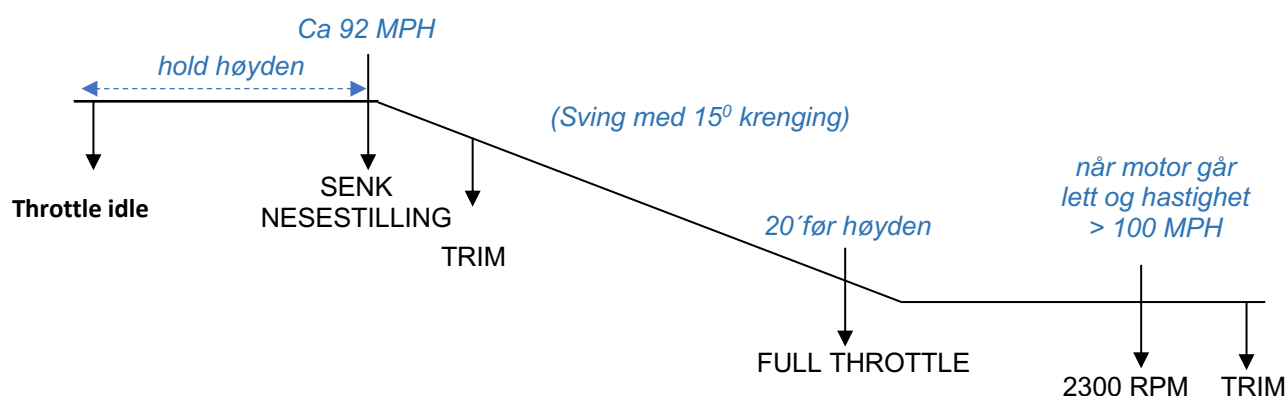 Ca 92 MPH
hold høyden
(Sving med 15⁰ krenging)
Throttle idle
SENK
NESESTILLING
TRIM
20´før høyden
FULL THROTTLE
når motor går
lett og hastighet
> 100 MPH
2300 RPM
TRIM